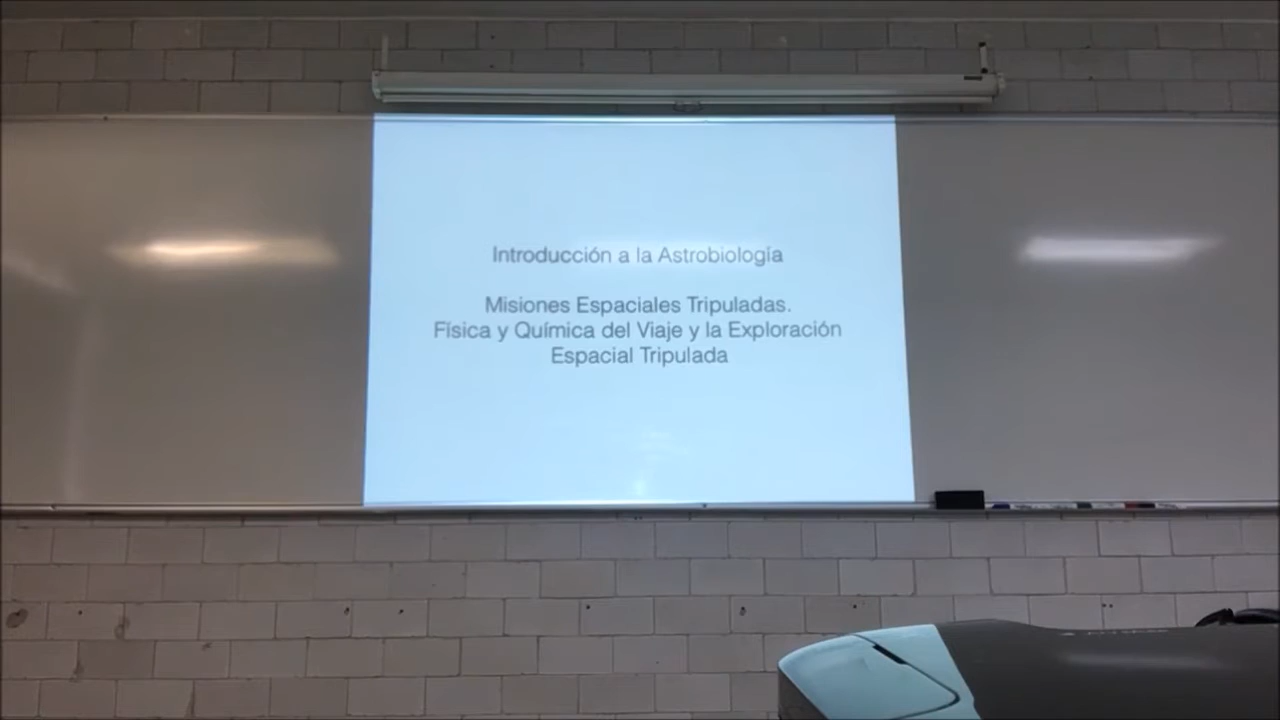 Introducción a la Astrobiología
Misiones Espaciales Tripuladas.
Física y Química del Viaje y la Exploración
Espacial Tripulada